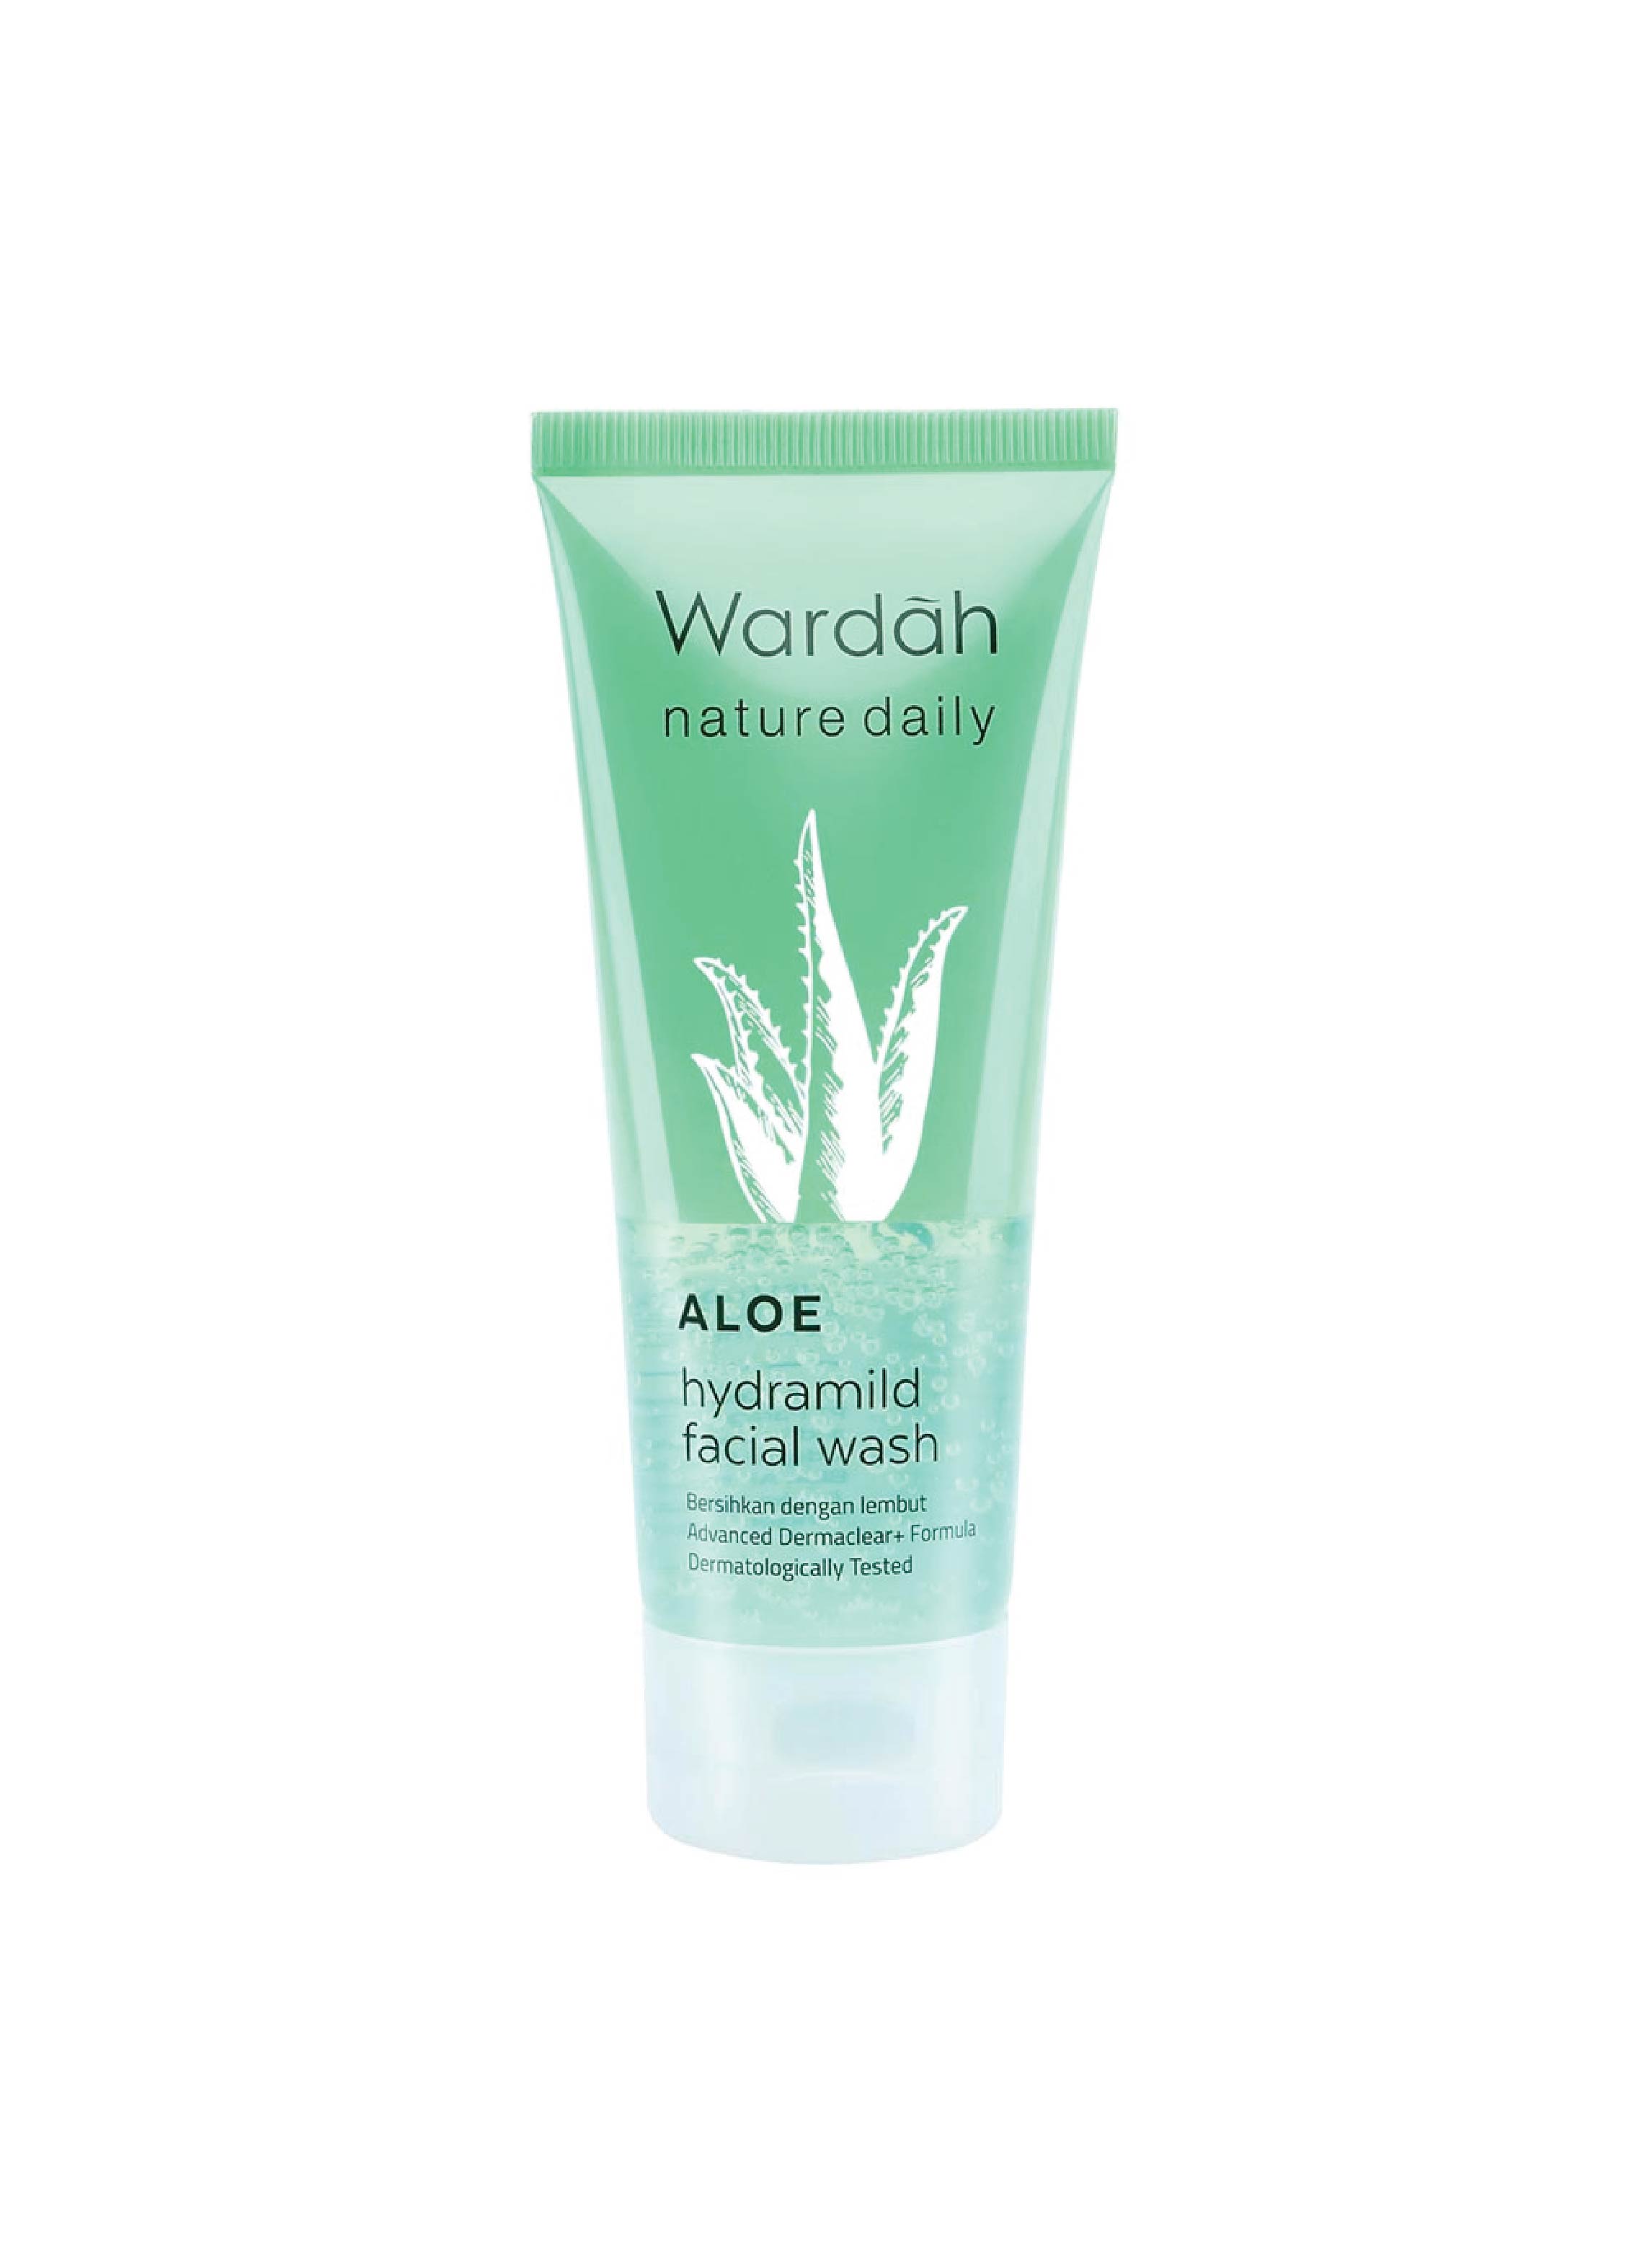 Wardāh
nature daily
ALOE
hydramild
facial wash
Bersihkan dengan lembut
Advanced Dermaclear+ Formula
Dermatologically Tested